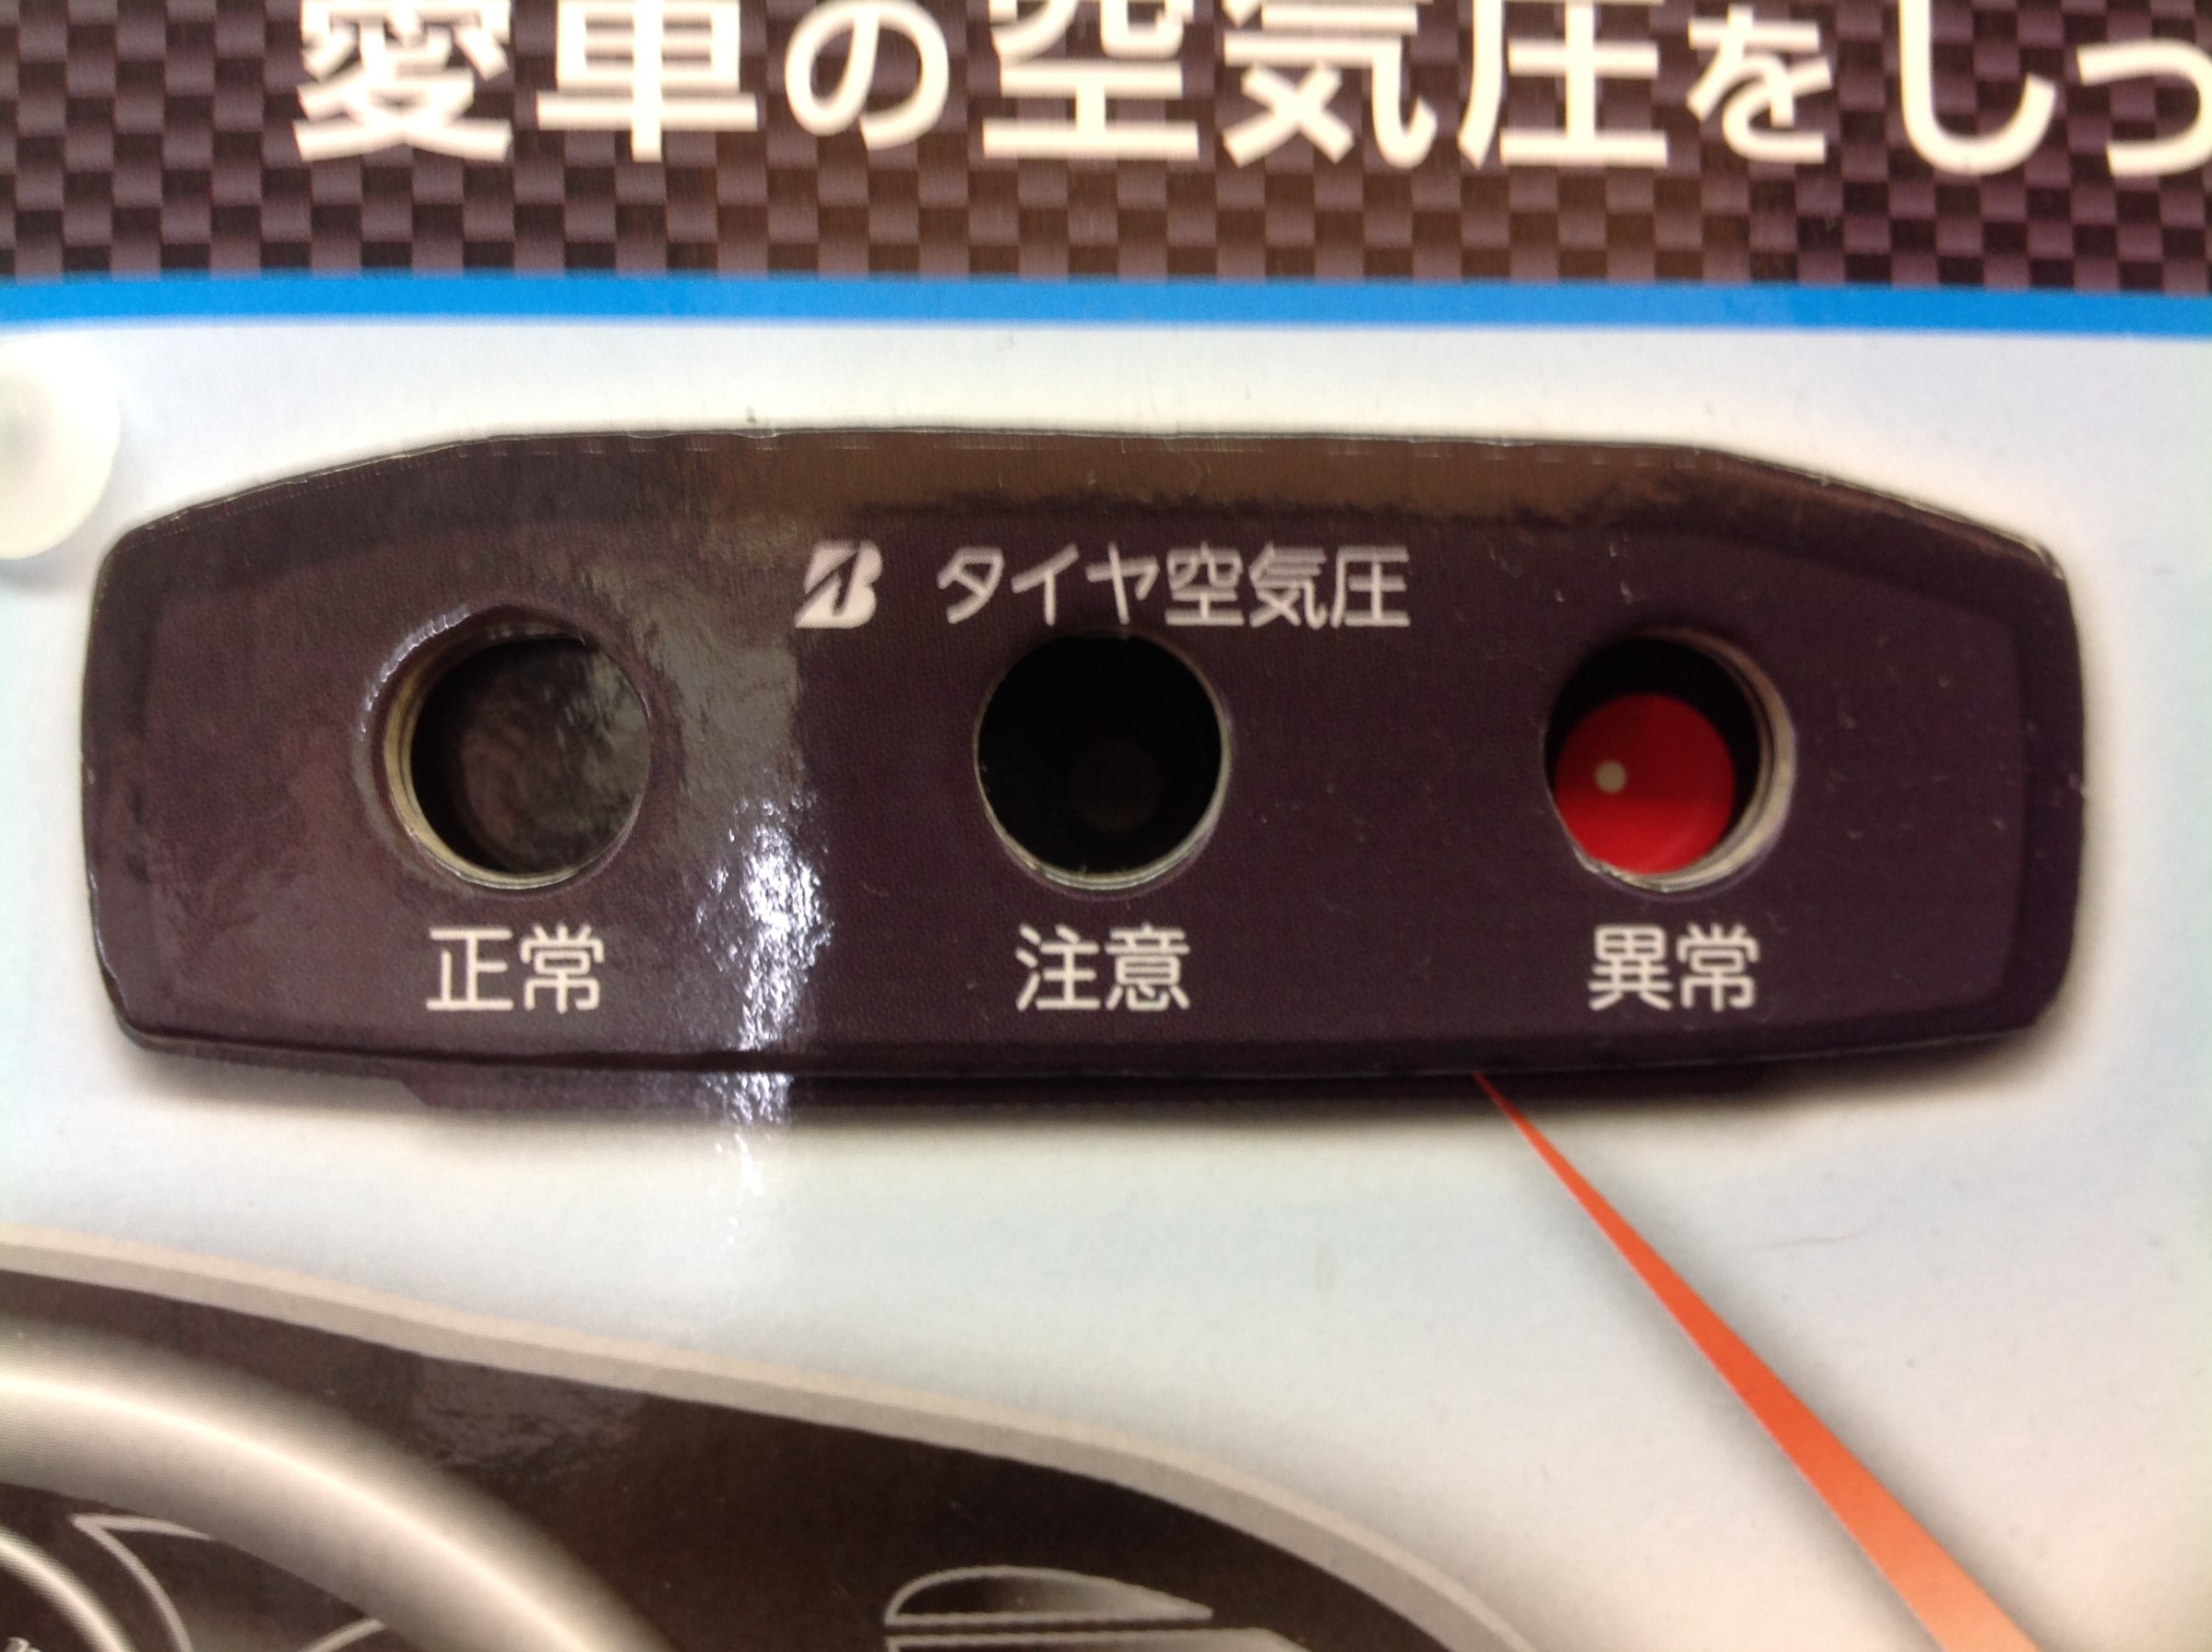 愛車の空気圧をしっ
タイヤ空気圧
正常 注意 異常